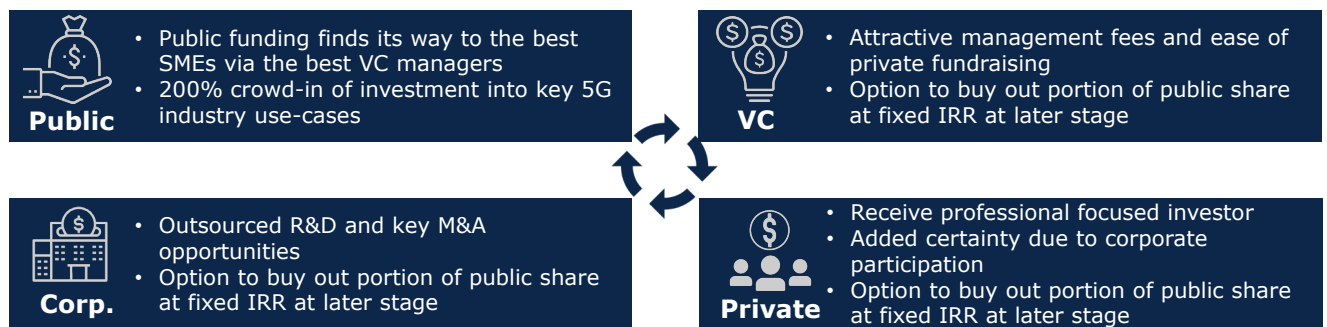 • Public funding finds its way to the best
SMEs via the best VC managers
• 200% crowd-in of investment into key 5G
industry use-cases
Public
• Attractive management fees and ease of
private fundraising
• Option to buy out portion of public share
at fixed IRR at later stage
VC
• Outsourced R&D and key M&A
opportunities
• Option to buy out portion of public share
at fixed IRR at later stage
Corp.
• Receive professional focused investor
• Added certainty due to corporate
participation
• Option to buy out portion of public share
at fixed IRR at later stage
Private